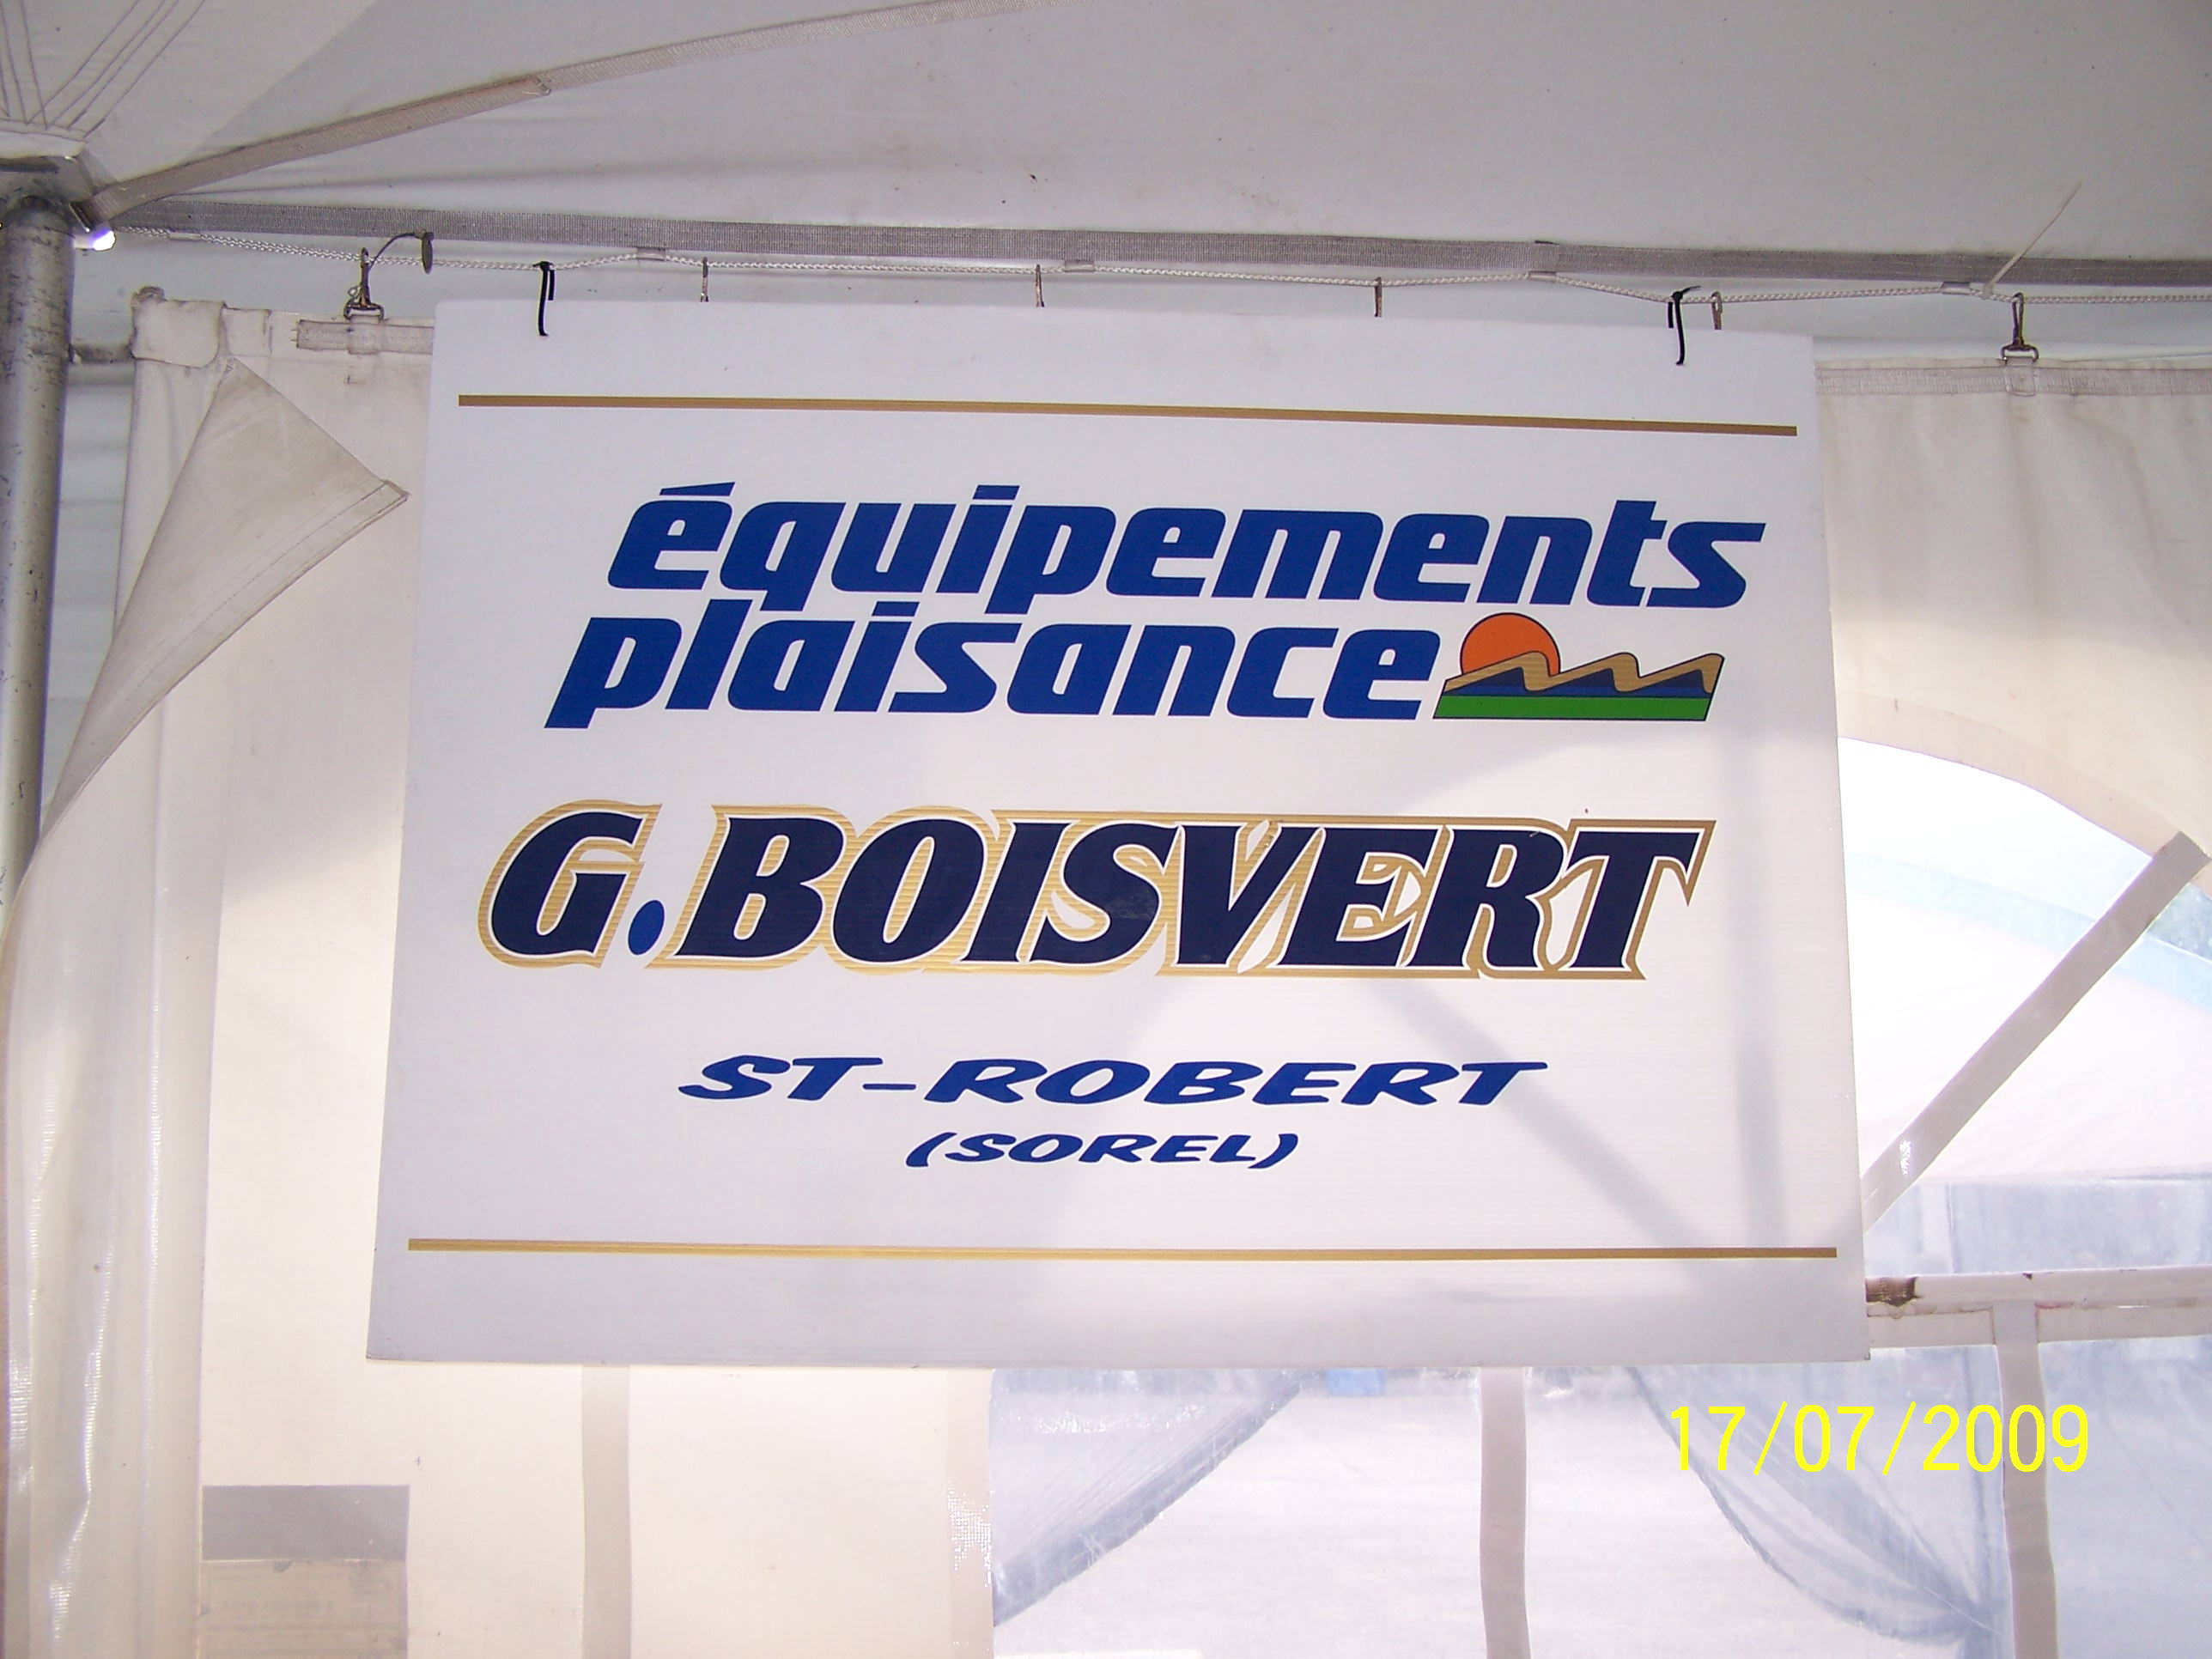 équipements
plaisance
G.BOISVERT
ST-ROBERT
(SOREL)
17/07/2009